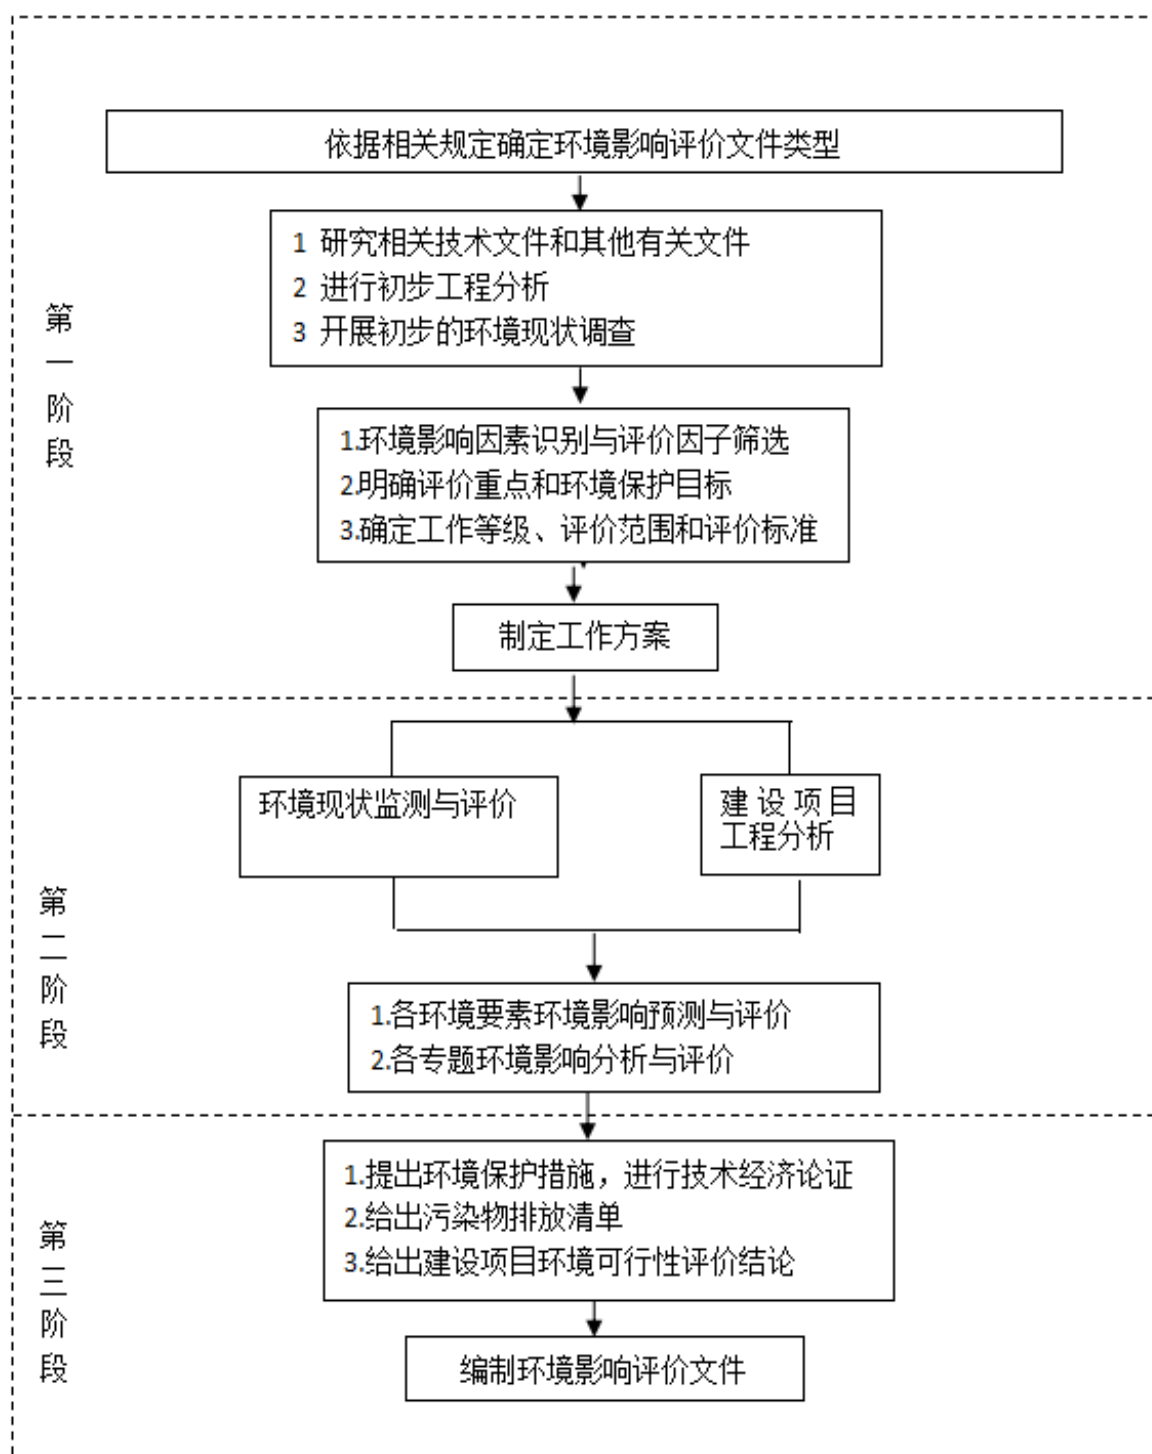 依据相关规定确定环境影响评价文件类型
1 研究相关技术文件和其他有关文件
2 进行初步工程分析
3 开展初步的环境现状调查
第
一
阶
段
1.环境影响因素识别与评价因子筛选
2.明确评价重点和环境保护目标
3.确定工作等级、评价范围和评价标准
制定工作方案
环境现状监测与评价
建设项目
工程分析
第
二
阶
段
1.各环境要素环境影响预测与评价
2.各专题环境影响分析与评价
1.提出环境保护措施，进行技术经济论证
2.给出污染物排放清单
3.给出建设项目环境可行性评价结论
第
三
阶
段
编制环境影响评价文件